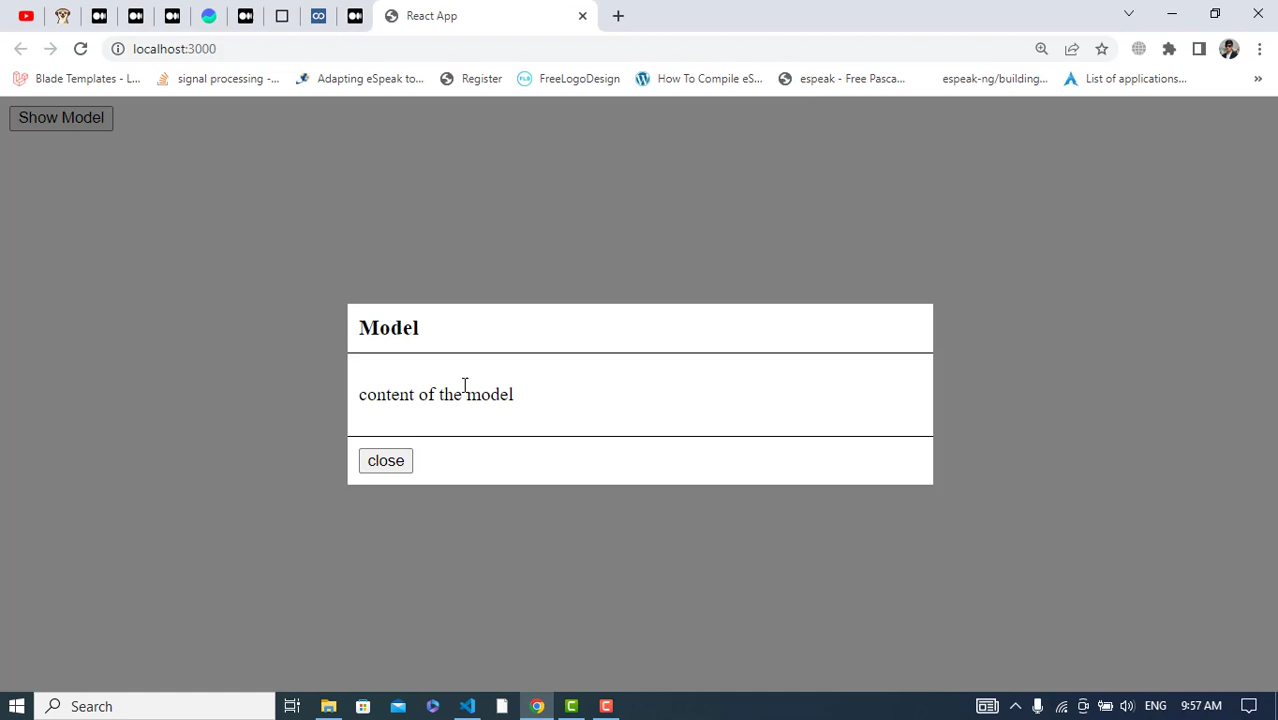 React App
localhost:3000
Blade Templates - L...
signal processing -...
Adapting eSpeak to...
Register
FreeLogoDesign
How To Compile eS...
espeak - Free Pasca...
espeak-ng/building...
List of applications...
Show Model
Model
content of the model
close
Search
ENG
9:57 AM